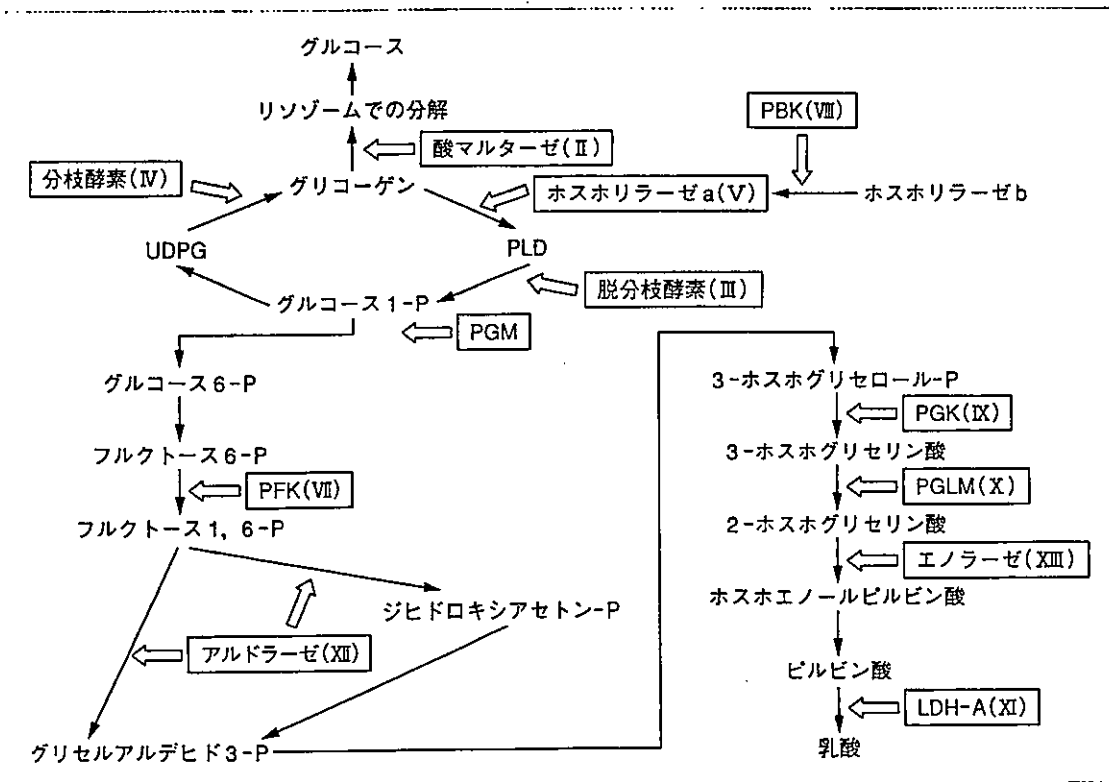 グルコース
リソゾームでの分解
PBK(Ⅷ)
酸マルターゼ(Ⅱ)
分枝酵素(Ⅳ)
グリコーゲン
ホスホリラーゼa(Ⅴ)
ホスホリラーゼb
UDPG
PLD
脱分枝酵素(Ⅲ)
グルコース1-P
PGM
グルコース6-P
フルクトース6-P
PFK(Ⅶ)
フルクトース1, 6-P
ジヒドロキシアセトン-P
アルドラーゼ(Ⅻ)
グリセルアルデヒド3-P
3-ホスホグリセロール-P
PGK(Ⅸ)
3-ホスホグリセリン酸
PGLM(Ⅹ)
2-ホスホグリセリン酸
エノラーゼ(XⅢ)
ホスホエノールピルビン酸
ピルビン酸
LDH-A(Ⅺ)
乳酸